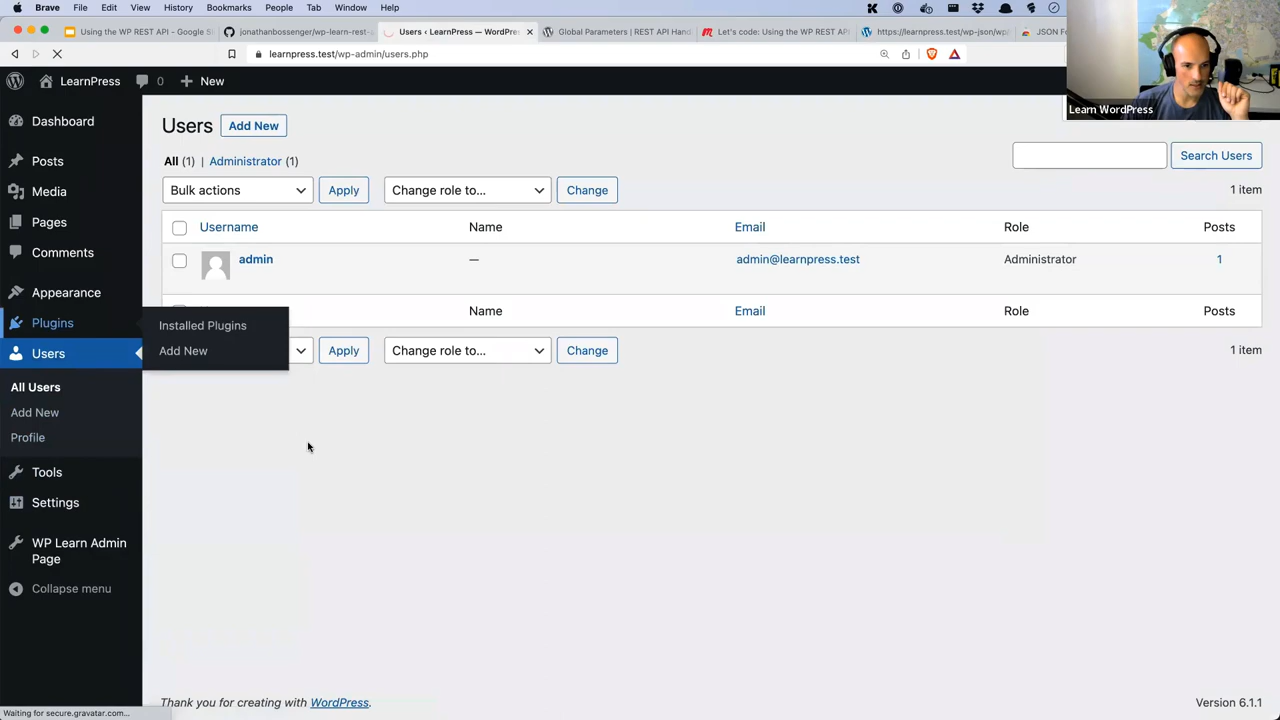 Brave File Edit View History Bookmarks People Tab Window Help
Using the WP REST API - Google Sl
jonathanbossenger/wp-learn-rest-
Users ‹ LearnPress — WordPre
Global Parameters | REST API Hand
Let's code: Using the WP REST AP
https://learnpress.test/wp-json/wp/
JSON Fo
learnpress.test/wp-admin/users.php
LearnPress 0 New
Learn WordPress
Dashboard
Posts
Media
Pages
Comments
Appearance
Plugins
Installed Plugins
Add New
Users
All Users
Add New
Profile
Tools
Settings
WP Learn Admin
Page
Collapse menu
Users Add New
All (1) | Administrator (1)
Search Users
Bulk actions Apply Change role to... Change 1 item
Username Name Email Role Posts
admin — admin@learnpress.test Administrator 1
Name Email Role Posts
Apply Change role to... Change 1 item
Thank you for creating with WordPress. Version 6.1.1
Waiting for secure.gravatar.com...